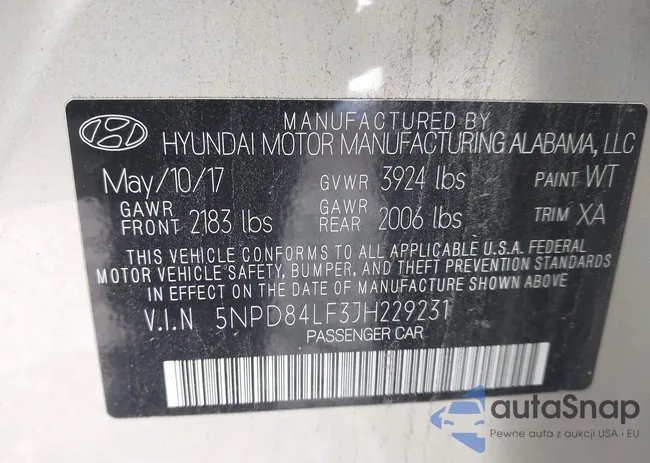 MANUFACTURED BY
HYUNDAI MOTOR MANUFACTURING ALABAMA, LLC
May/10/17 GVWR 3924 lbs PAINT WT
GAWR FRONT 2183 lbs GAWR REAR 2006 lbs TRIM XA
THIS VEHICLE CONFORMS TO ALL APPLICABLE U.S.A. FEDERAL
MOTOR VEHICLE SAFETY, BUMPER, AND THEFT PREVENTION STANDARDS
IN EFFECT ON THE DATE OF MANUFACTURE SHOWN ABOVE
V.I.N 5NPD84LF3JH229231
PASSENGER CAR
autaSnap
Pewne auta z aukcji USA i EU